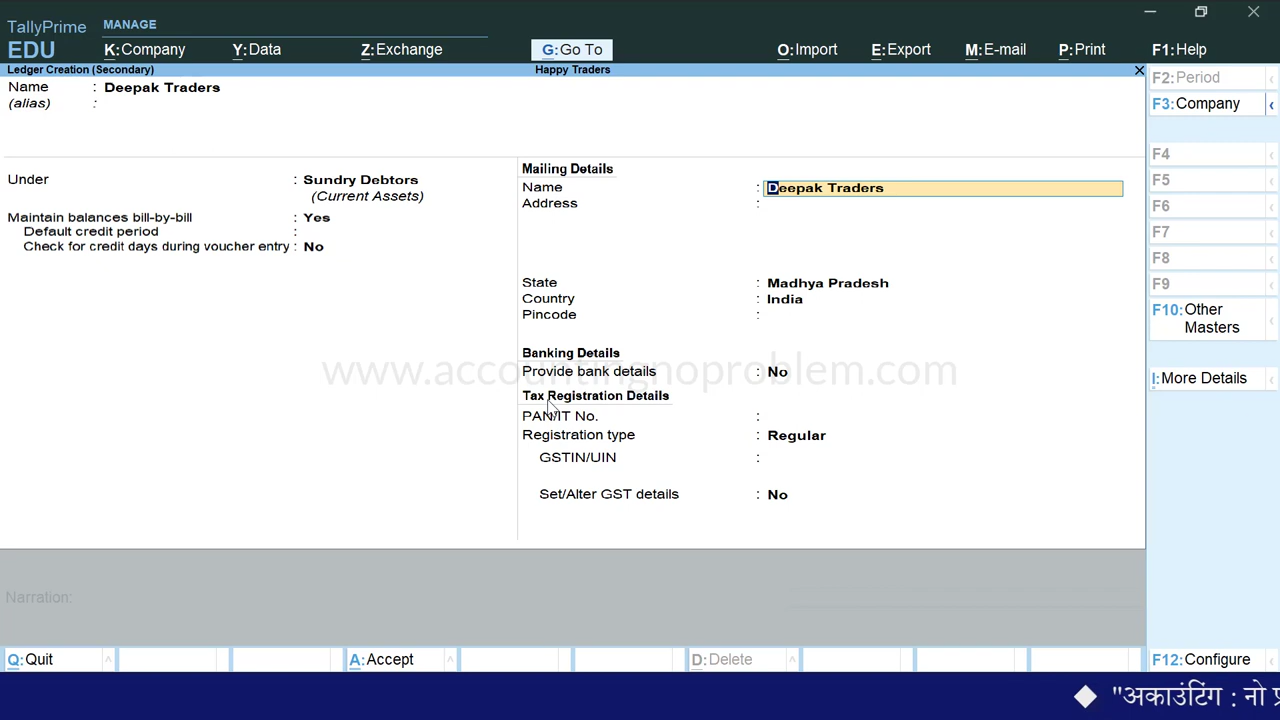 TallyPrime MANAGE
EDU K:Company Y:Data Z:Exchange G:Go To O:Import E:Export M:E-mail P:Print F1:Help
Ledger Creation (Secondary) Happy Traders
Name : Deepak Traders
(alias) :
Under : Sundry Debtors
(Current Assets)
Maintain balances bill-by-bill : Yes
Default credit period :
Check for credit days during voucher entry : No
Mailing Details
Name : Deepak Traders
Address :
State : Madhya Pradesh
Country : India
Pincode :
Banking Details
Provide bank details : No
www.accountingnoproblem.com
Tax Registration Details
PAN/IT No. :
Registration type : Regular
GSTIN/UIN :
Set/Alter GST details : No
F2:Period
F3:Company
F4
F5
F6
F7
F8
F9
F10:Other
Masters
I:More Details
Narration:
Q:Quit A:Accept D:Delete F12:Configure
"अकाउंटिंग : नो